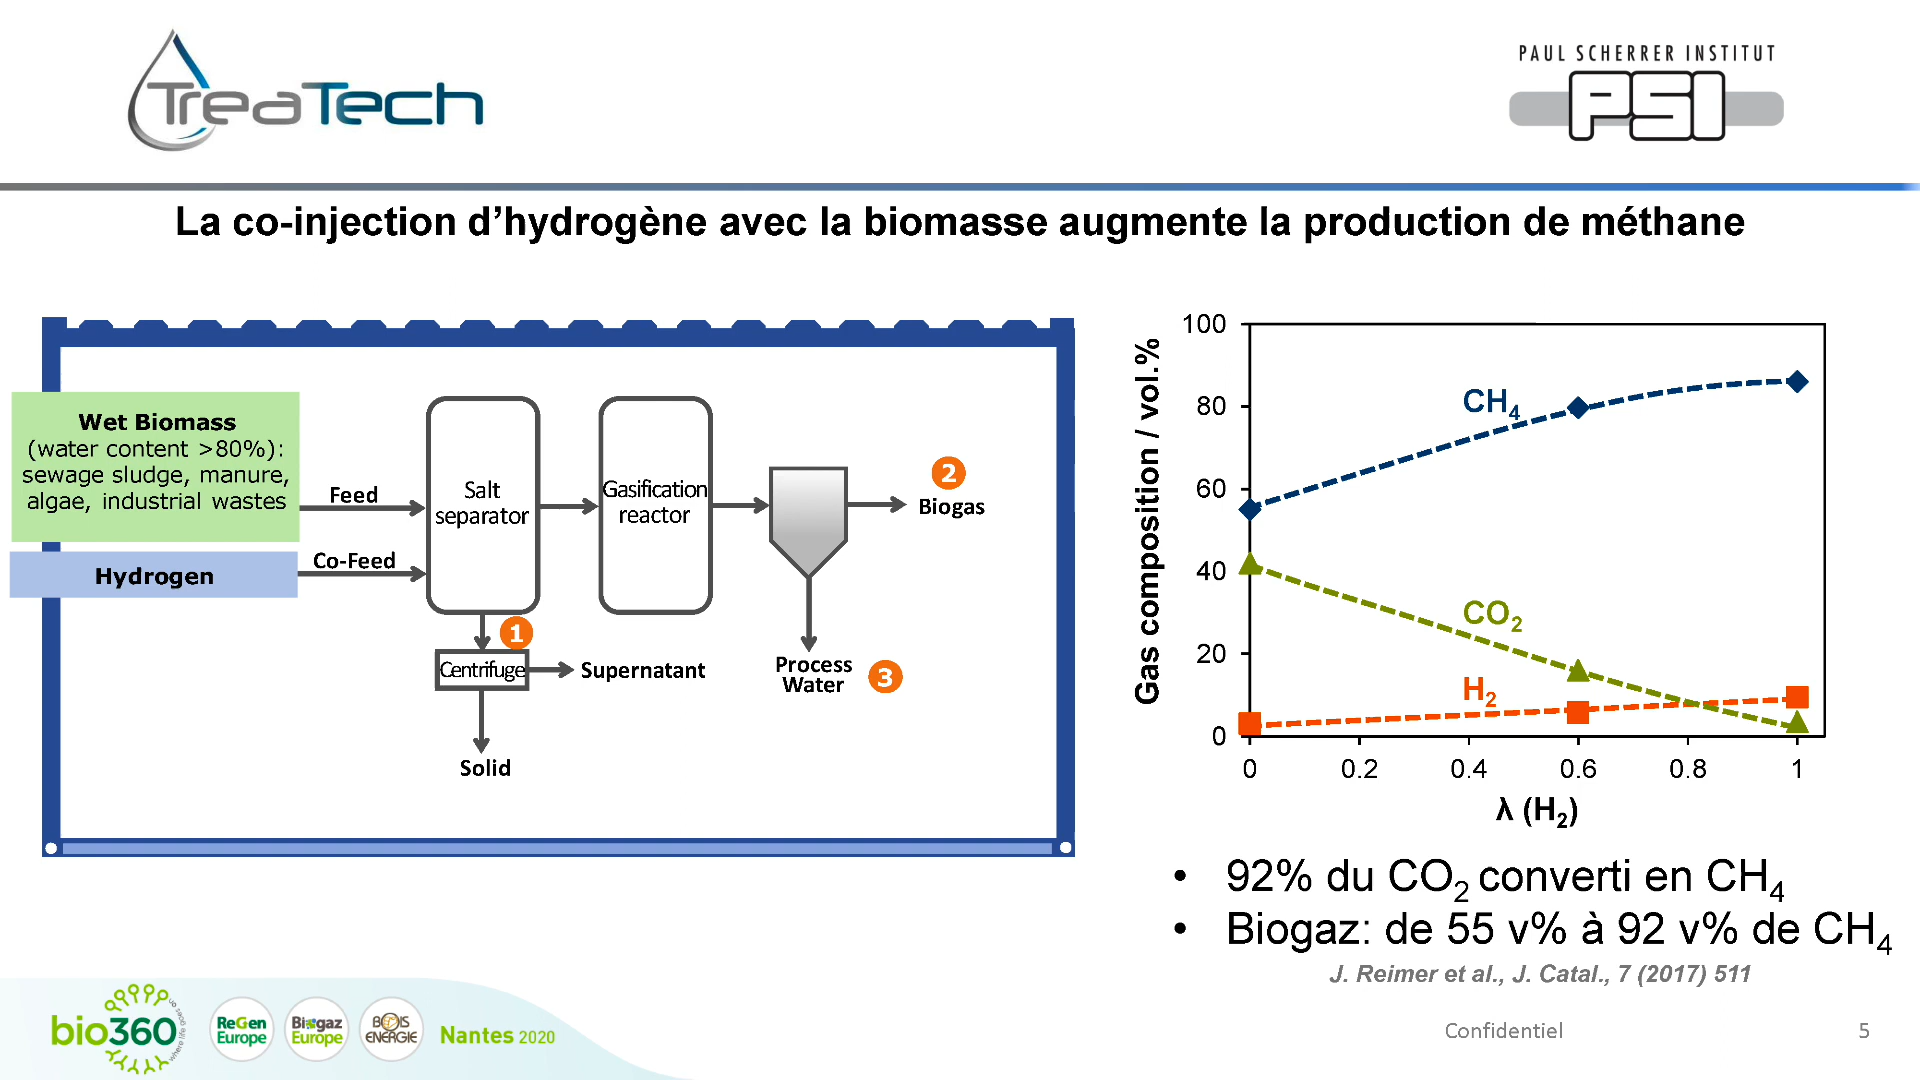 TreaTech
PAUL SCHERRER INSTITUT
PSI
La co-injection d’hydrogène avec la biomasse augmente la production de méthane
Wet Biomass
(water content >80%):
sewage sludge, manure,
algae, industrial wastes
Hydrogen
Feed
Co-Feed
Salt
separator
Gasification
reactor
2
Biogas
1
Centrifuge
Supernatant
Process
Water
3
Solid
Gas composition / vol.%
100
80
60
40
20
0
CH4
CO2
H2
0 0.2 0.4 0.6 0.8 1
λ (H2)
• 92% du CO2 converti en CH4
• Biogaz: de 55 v% à 92 v% de CH4
J. Reimer et al., J. Catal., 7 (2017) 511
bio360
where life goes on
ReGen
Europe
Biogaz
Europe
BOIS
ENERGIE
Nantes 2020
Confidentiel
5